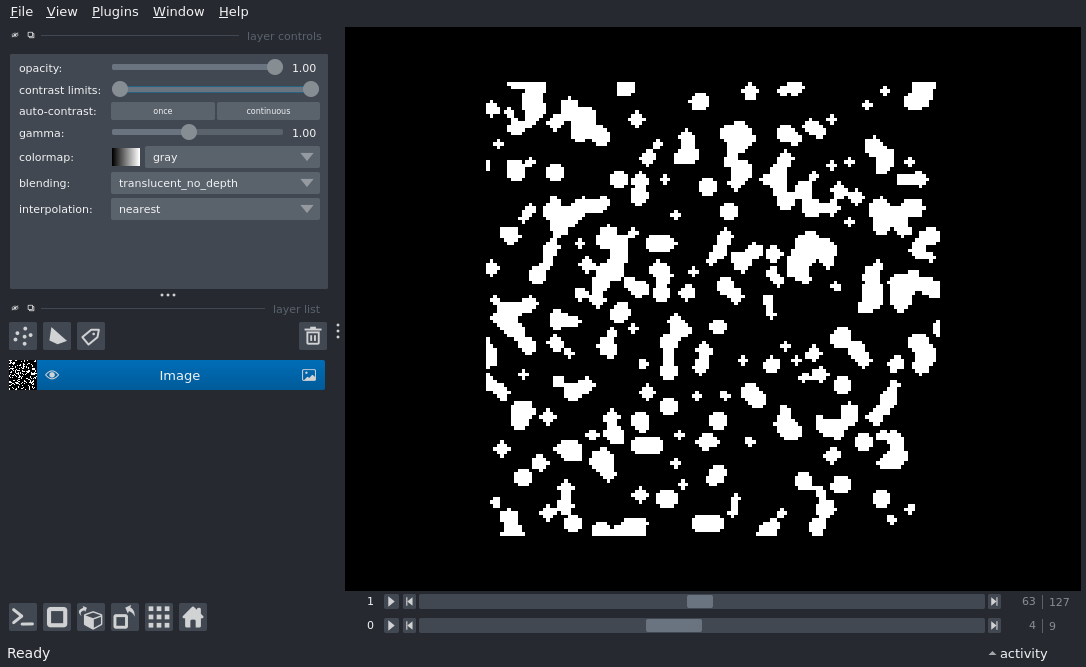 File View Plugins Window Help
layer controls
opacity: 1.00
contrast limits:
auto-contrast: once continuous
gamma: 1.00
colormap: gray
blending: translucent_no_depth
interpolation: nearest
layer list
Image
1 63 | 127
0 4 | 9
Ready activity